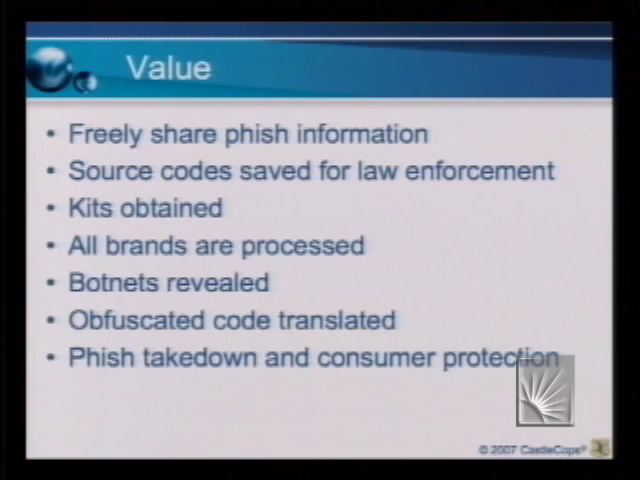 Value
• Freely share phish information
• Source codes saved for law enforcement
• Kits obtained
• All brands are processed
• Botnets revealed
• Obfuscated code translated
• Phish takedown and consumer protection
© 2007 CastleCops®